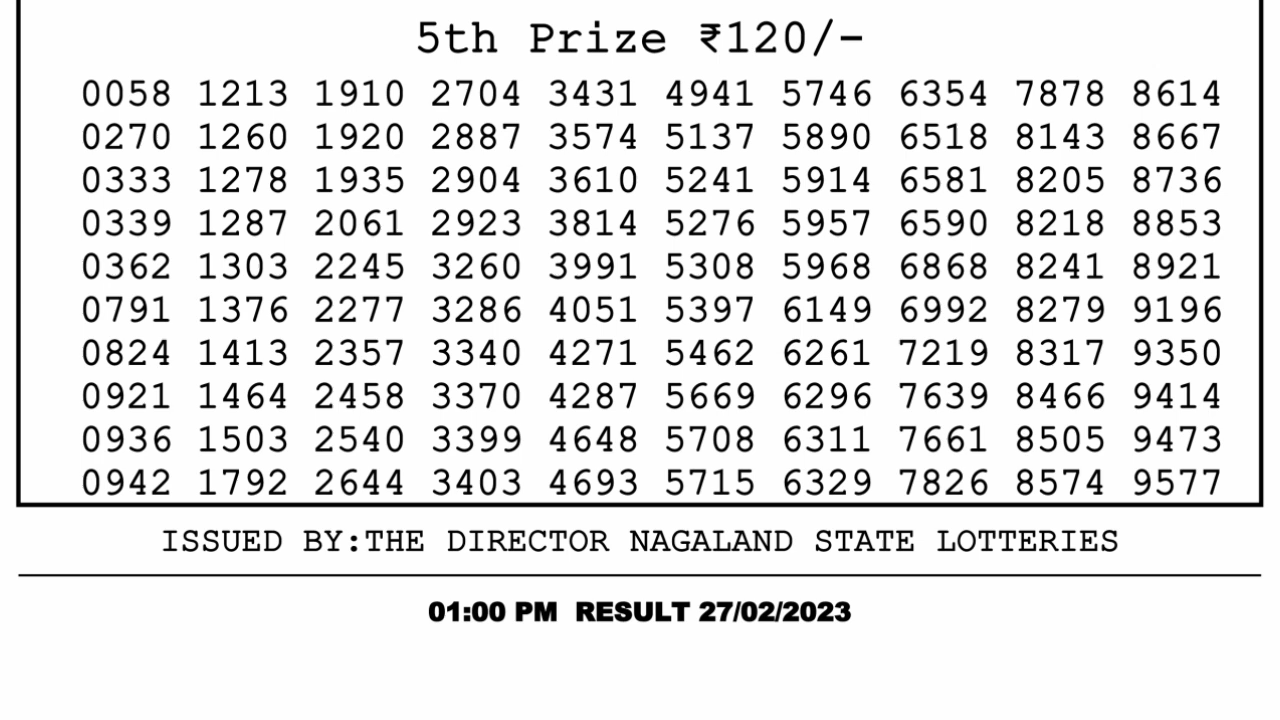 5th Prize ₹120/-
0058 1213 1910 2704 3431 4941 5746 6354 7878 8614
0270 1260 1920 2887 3574 5137 5890 6518 8143 8667
0333 1278 1935 2904 3610 5241 5914 6581 8205 8736
0339 1287 2061 2923 3814 5276 5957 6590 8218 8853
0362 1303 2245 3260 3991 5308 5968 6868 8241 8921
0791 1376 2277 3286 4051 5397 6149 6992 8279 9196
0824 1413 2357 3340 4271 5462 6261 7219 8317 9350
0921 1464 2458 3370 4287 5669 6296 7639 8466 9414
0936 1503 2540 3399 4648 5708 6311 7661 8505 9473
0942 1792 2644 3403 4693 5715 6329 7826 8574 9577
ISSUED BY:THE DIRECTOR NAGALAND STATE LOTTERIES
01:00 PM RESULT 27/02/2023